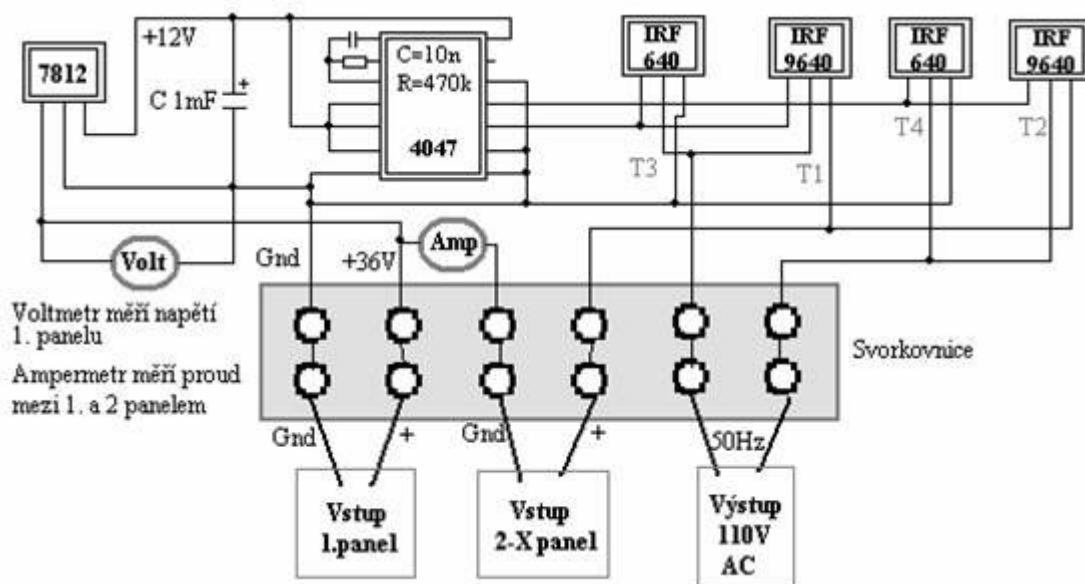 +12V
7812
C 1mF
+
C=10n
R=470k
4047
IRF
640
IRF
9640
IRF
640
IRF
9640
T3
T1
T4
T2
Volt
Gnd
+36V
Amp
Voltmetr měří napětí
1. panelu
Ampermetr měří proud
mezi 1. a 2 panelem
Svorkovnice
Gnd
+
Gnd
+
50Hz
Vstup
1.panel
Vstup
2-X panel
Výstup
110V
AC